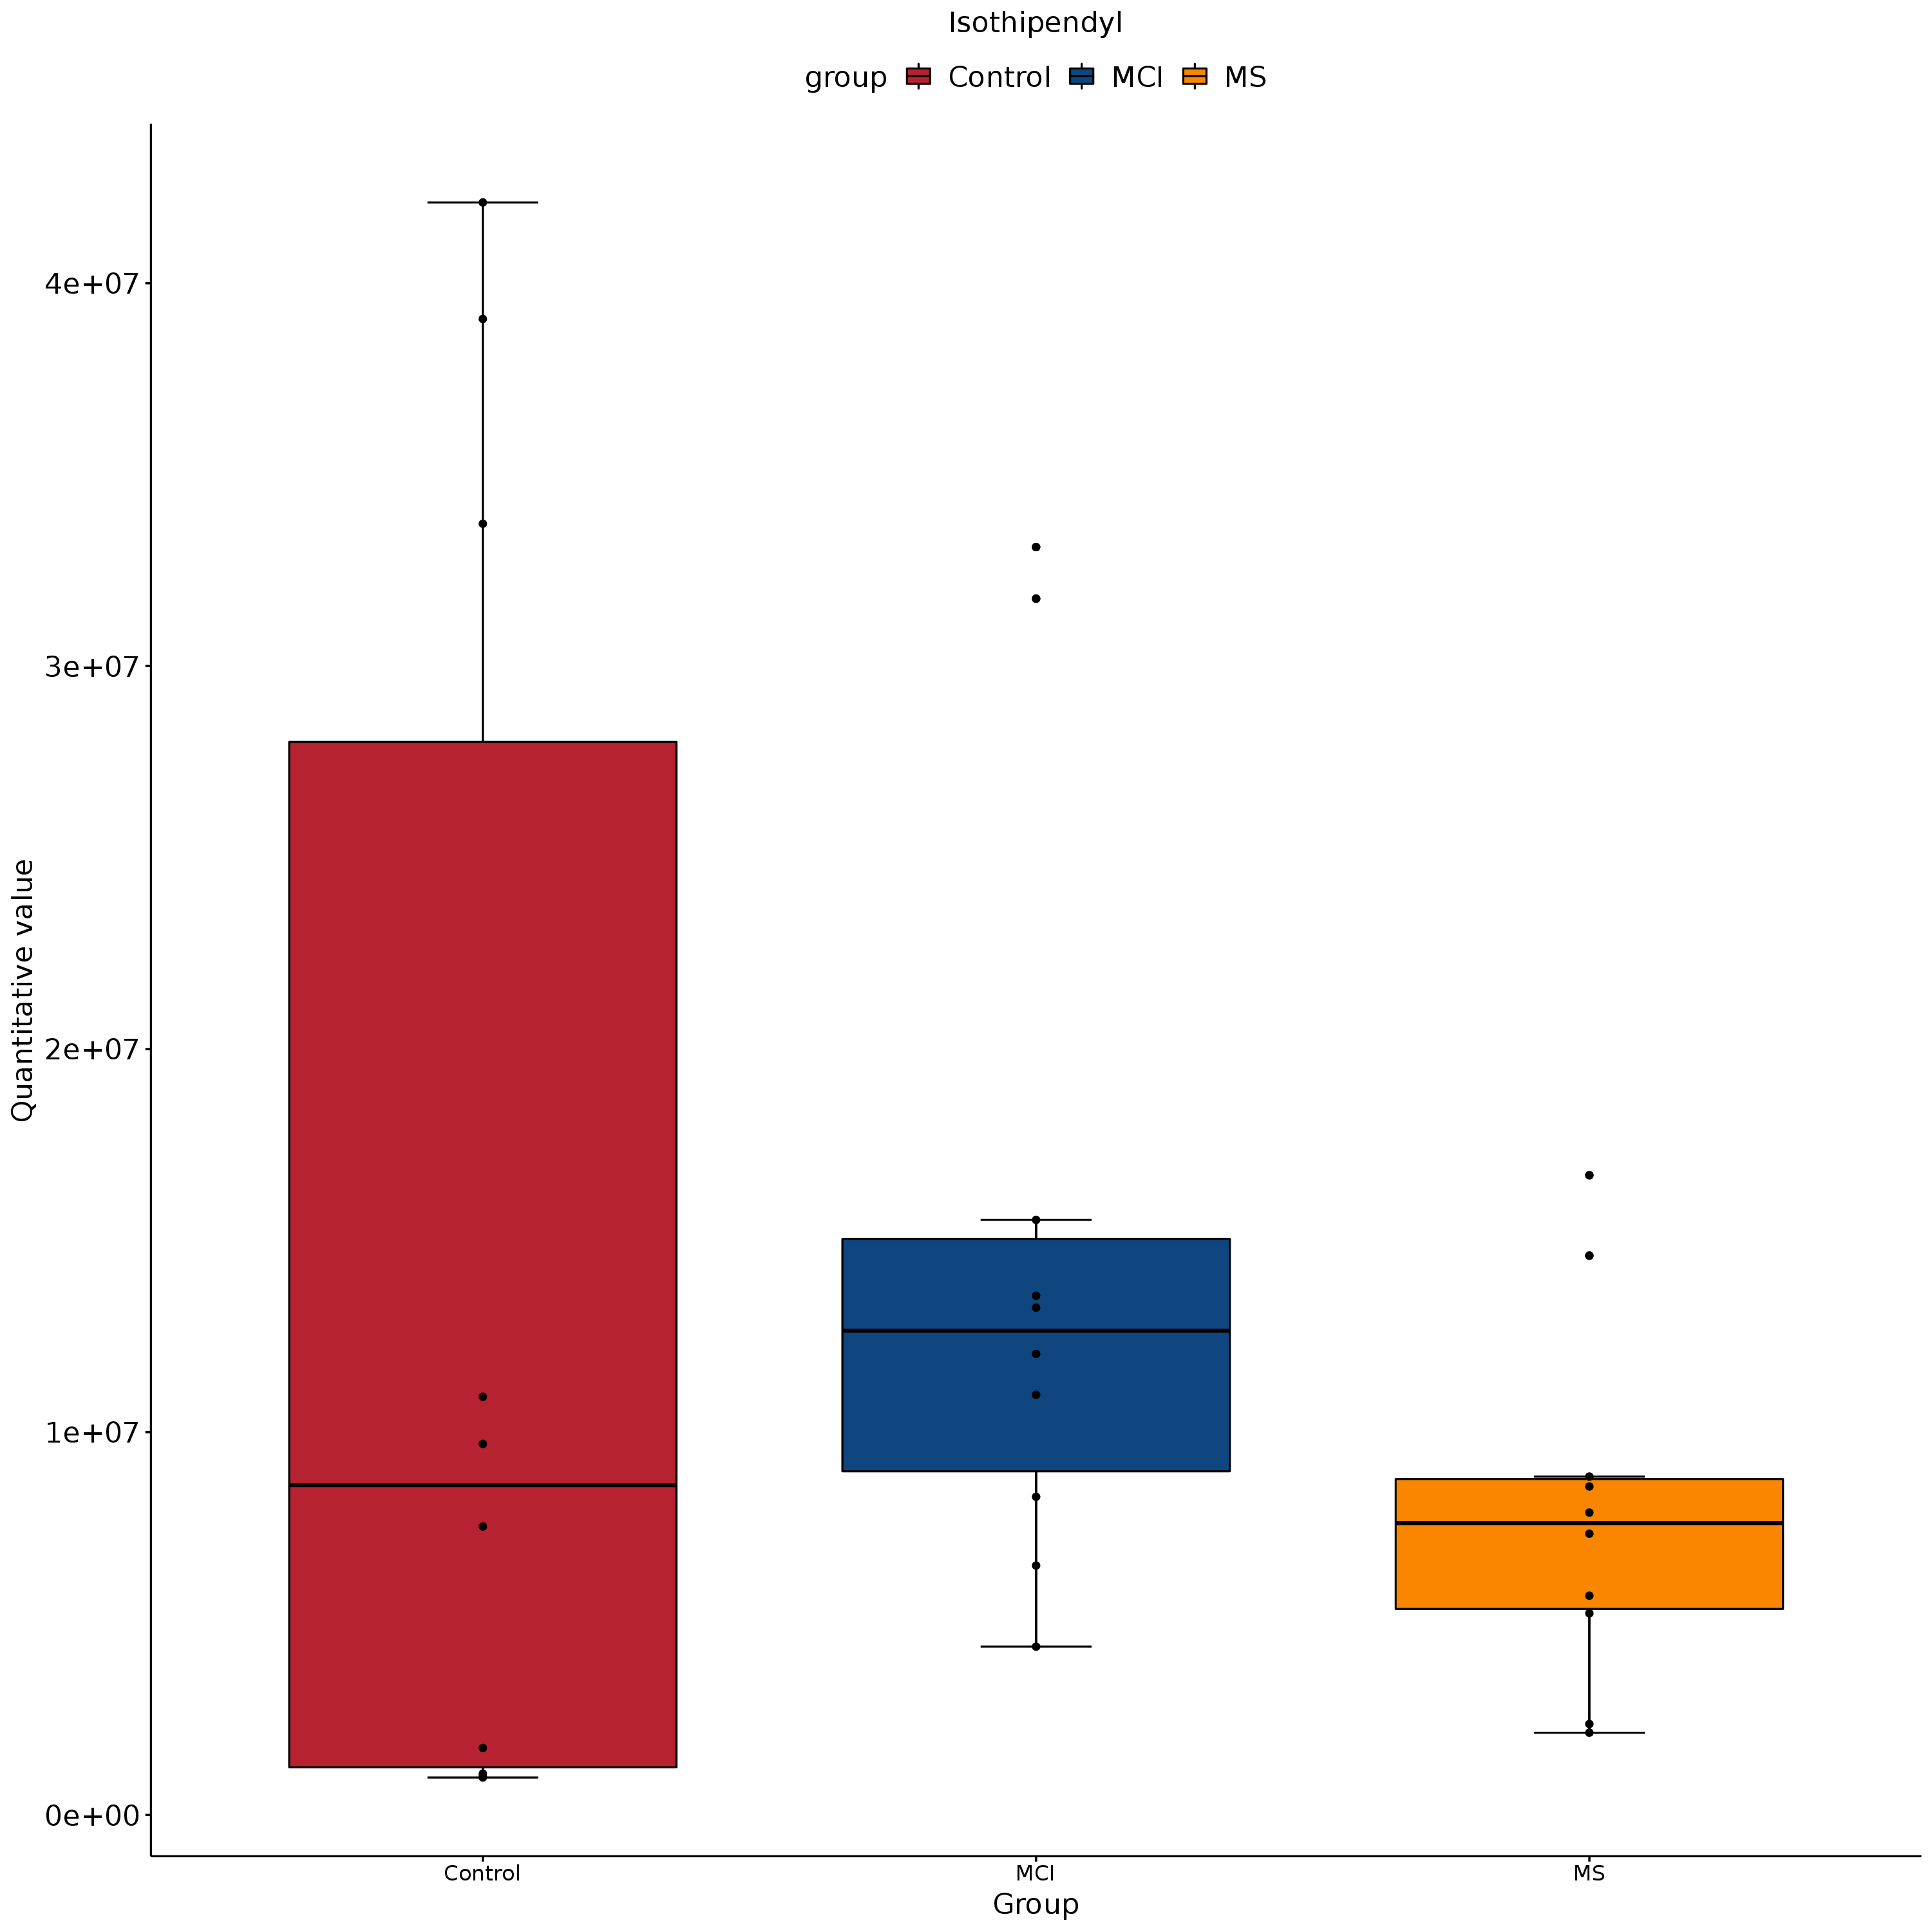 Isothipendyl
group Control MCI MS
Quantitative value
4e+07
3e+07
2e+07
1e+07
0e+00
Control MCI MS
Group